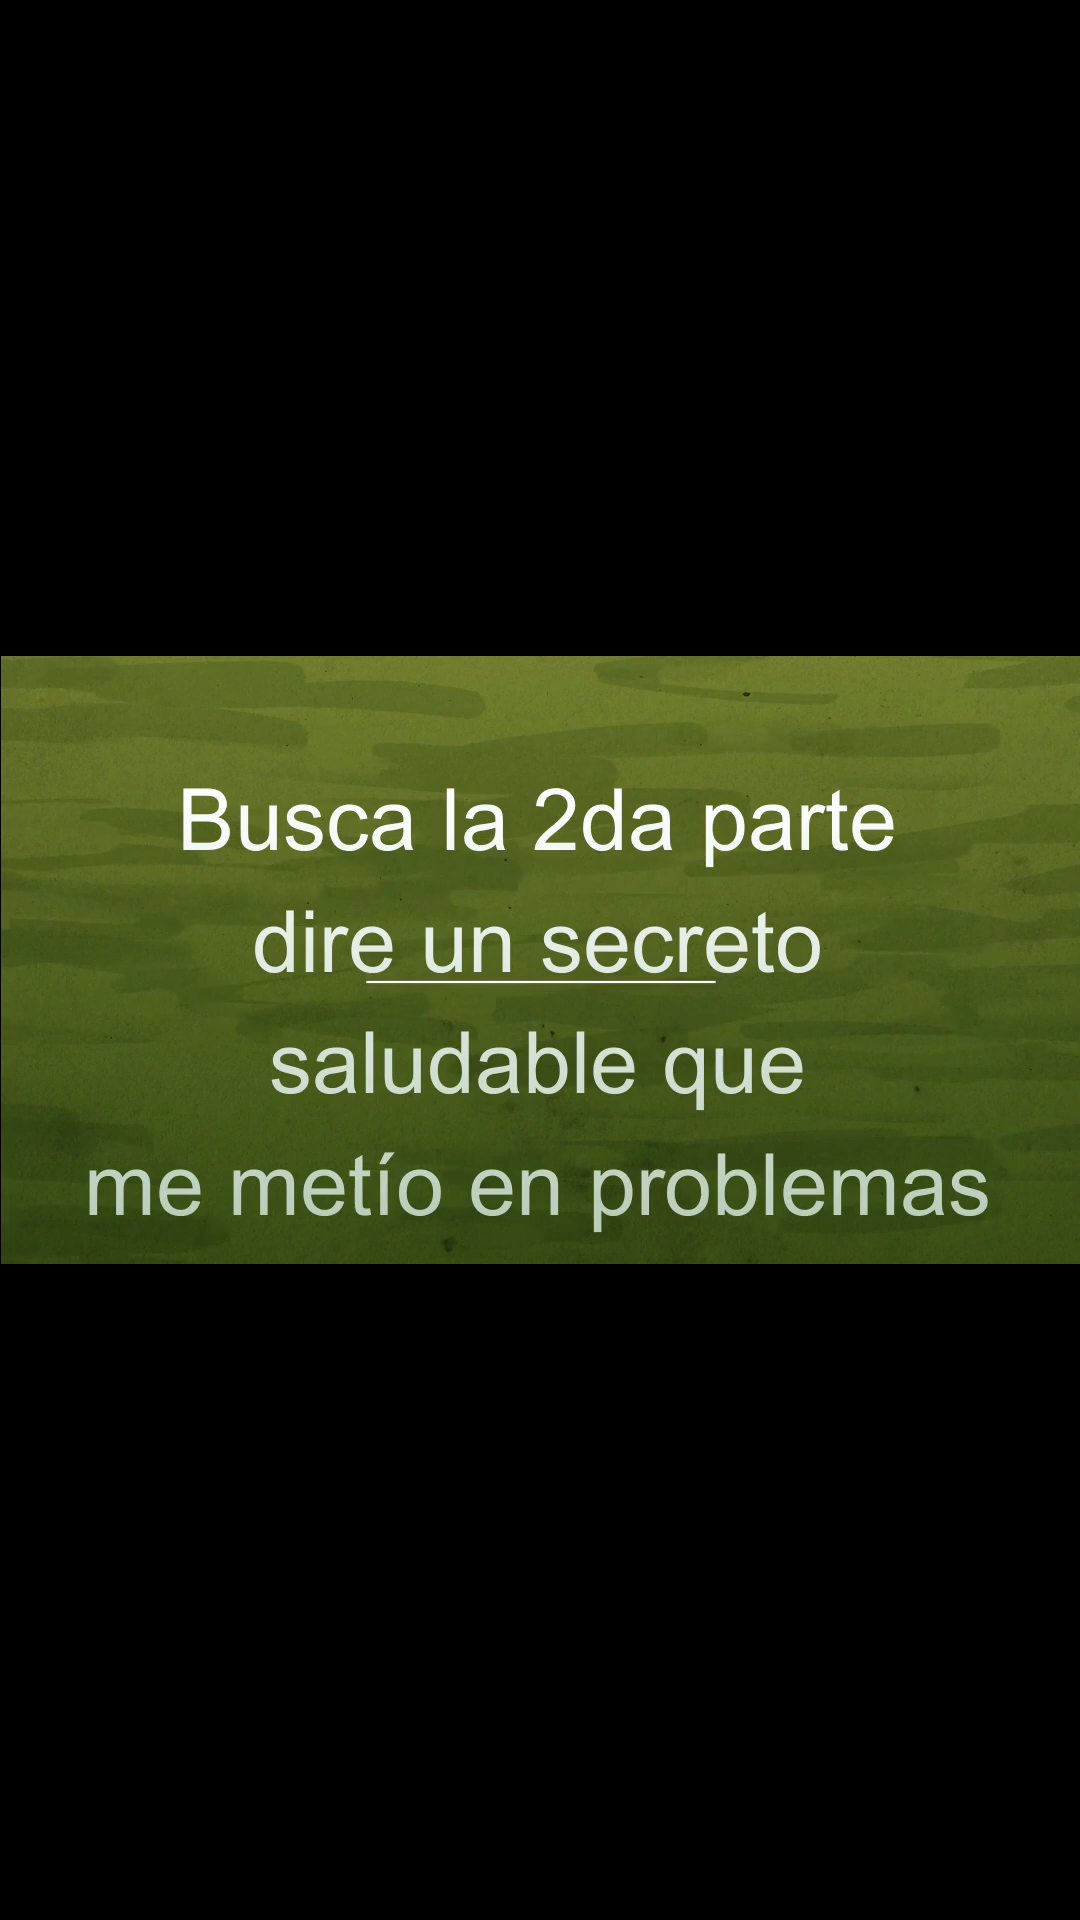 Busca la 2da parte
dire un secreto
saludable que
me metío en problemas